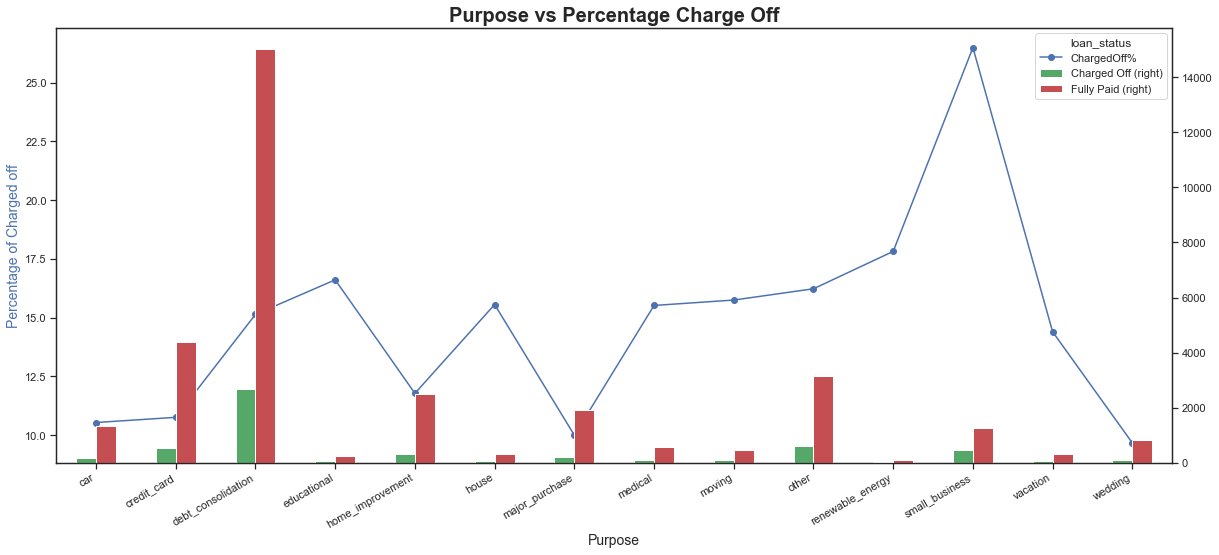 Purpose vs Percentage Charge Off
loan_status
ChargedOff%
Charged Off (right)
Fully Paid (right)
Percentage of Charged off
25.0
22.5
20.0
17.5
15.0
12.5
10.0
14000
12000
10000
8000
6000
4000
2000
0
car
credit_card
debt_consolidation
educational
home_improvement
house
major_purchase
medical
moving
other
renewable_energy
small_business
vacation
wedding
Purpose